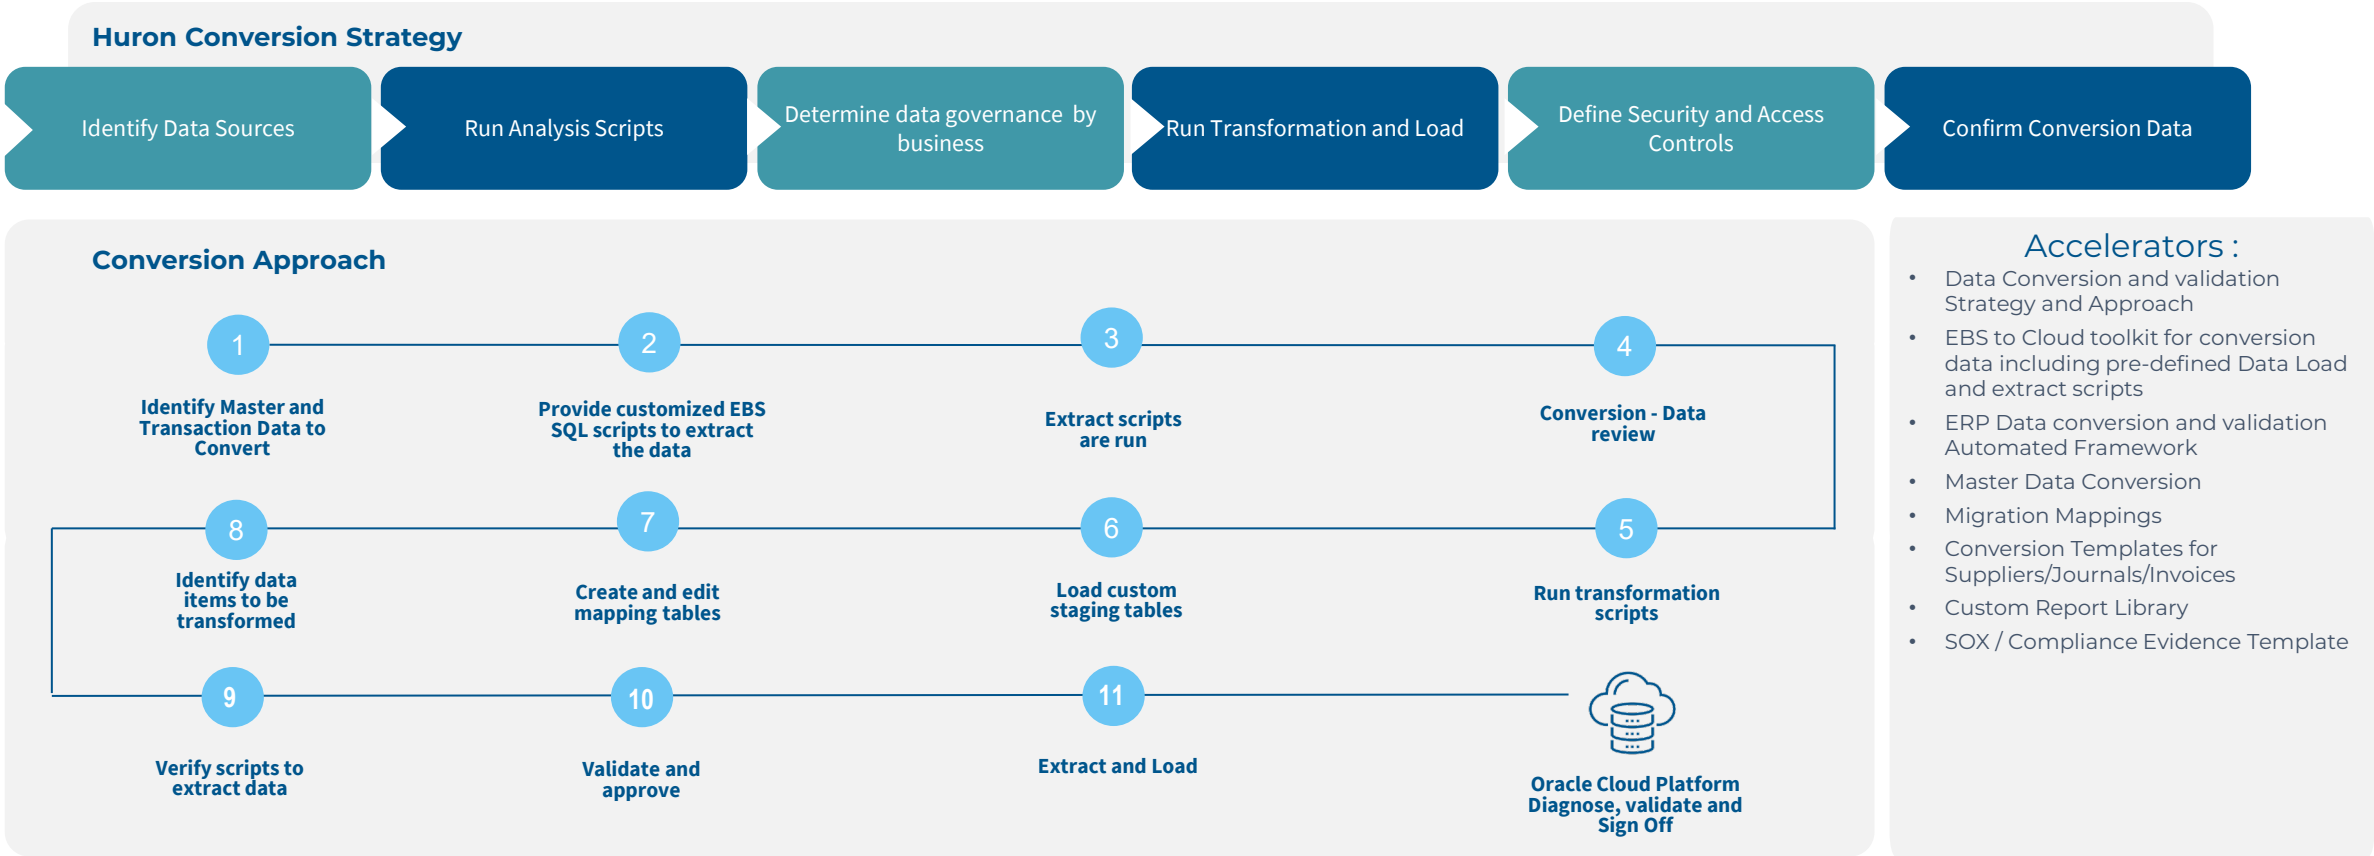 Huron Conversion Strategy
Identify Data Sources
Run Analysis Scripts
Determine data governance by
business
Run Transformation and Load
Define Security and Access
Controls
Confirm Conversion Data
Conversion Approach
1
Identify Master and
Transaction Data to
Convert
2
Provide customized EBS
SQL scripts to extract
the data
3
Extract scripts
are run
4
Conversion - Data
review
5
Run transformation
scripts
6
Load custom
staging tables
7
Create and edit
mapping tables
8
Identify data
items to be
transformed
9
Verify scripts to
extract data
10
Validate and
approve
11
Extract and Load
Oracle Cloud Platform
Diagnose, validate and
Sign Off
Accelerators :
• Data Conversion and validation
Strategy and Approach
• EBS to Cloud toolkit for conversion
data including pre-defined Data Load
and extract scripts
• ERP Data conversion and validation
Automated Framework
• Master Data Conversion
• Migration Mappings
• Conversion Templates for
Suppliers/Journals/Invoices
• Custom Report Library
• SOX / Compliance Evidence Template